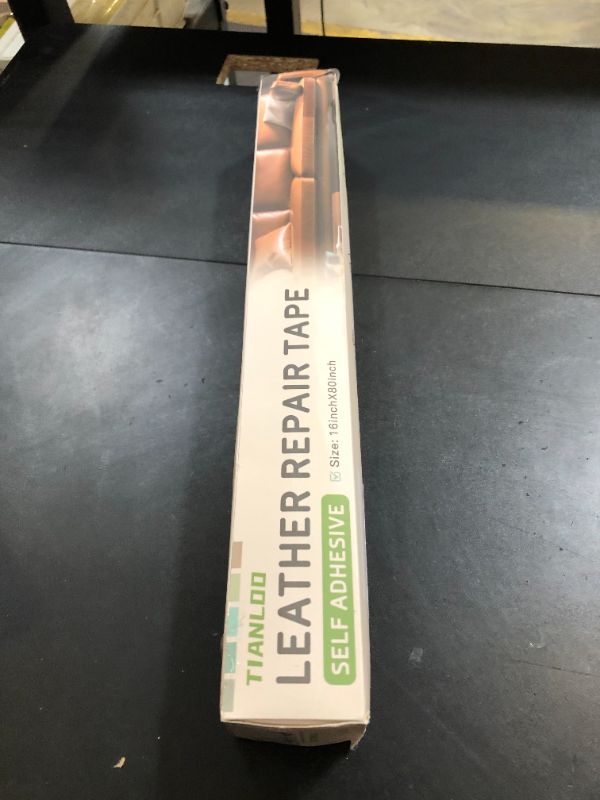 TIANLOO
LEATHER REPAIR TAPE
SELF ADHESIVE
Size: 16inchX80inch